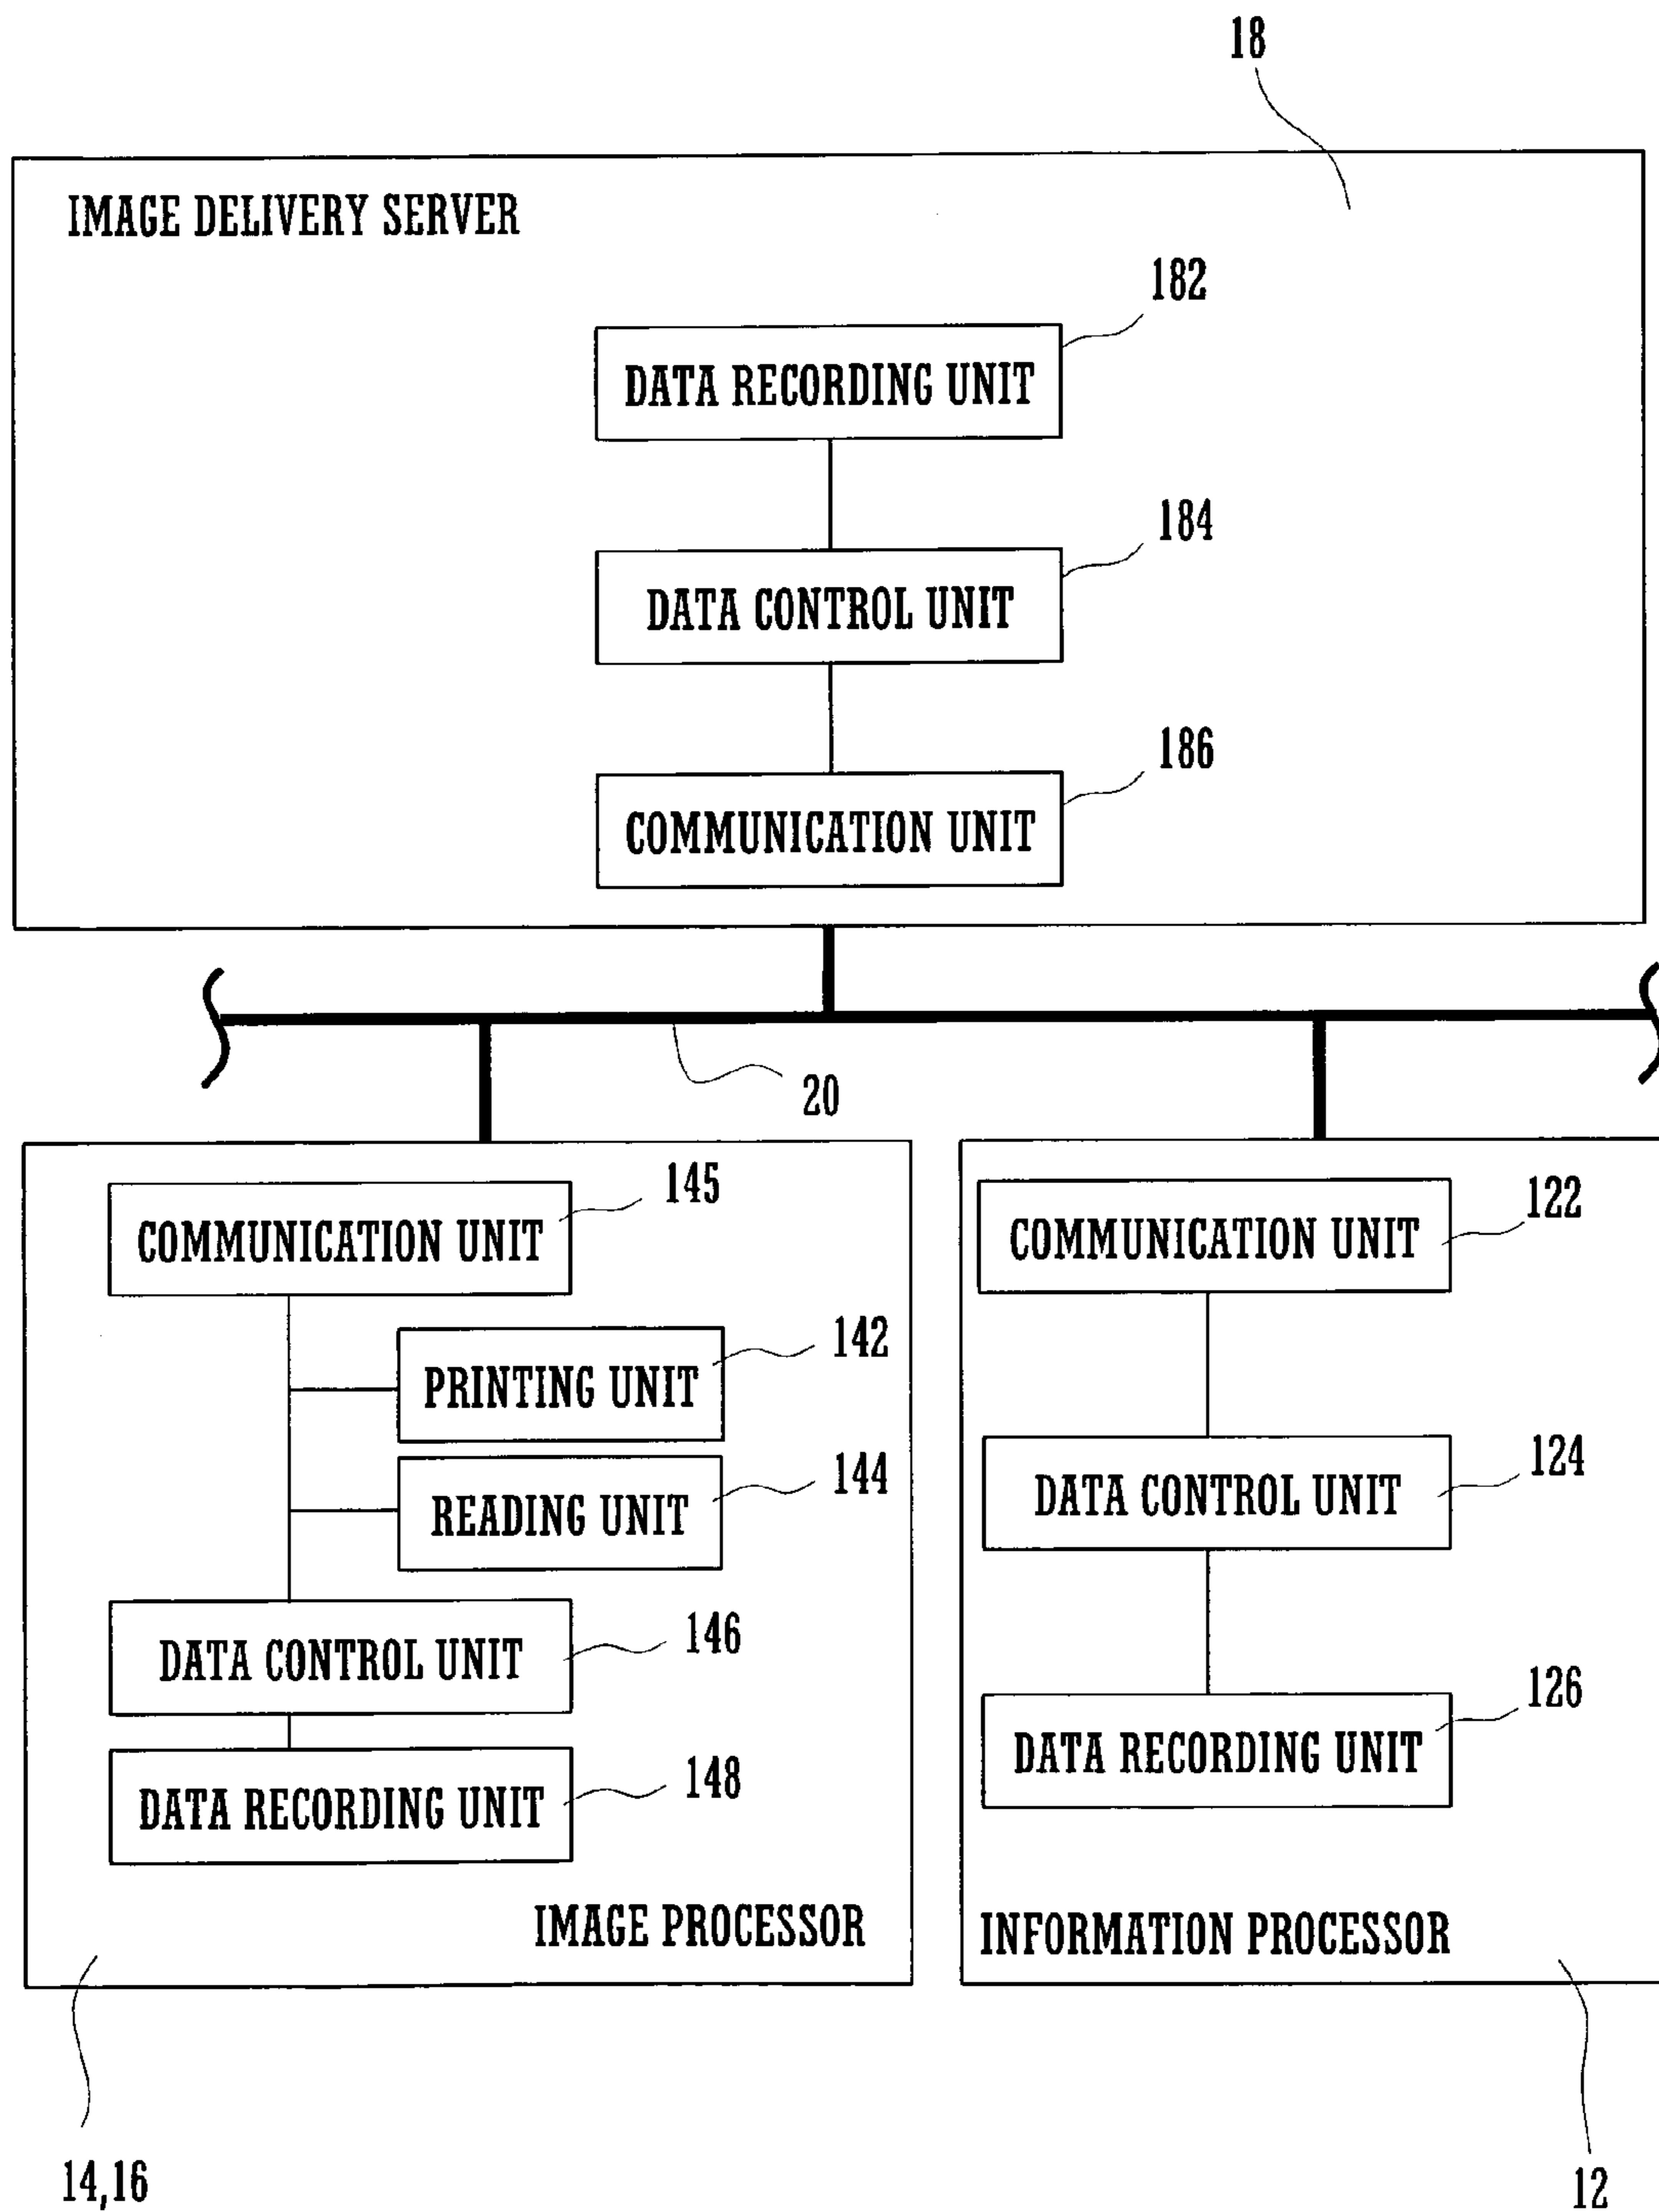 18
IMAGE DELIVERY SERVER
182
DATA RECORDING UNIT
184
DATA CONTROL UNIT
186
COMMUNICATION UNIT
20
145
COMMUNICATION UNIT
142
PRINTING UNIT
144
READING UNIT
146
DATA CONTROL UNIT
148
DATA RECORDING UNIT
IMAGE PROCESSOR
14,16
122
COMMUNICATION UNIT
124
DATA CONTROL UNIT
126
DATA RECORDING UNIT
INFORMATION PROCESSOR
12